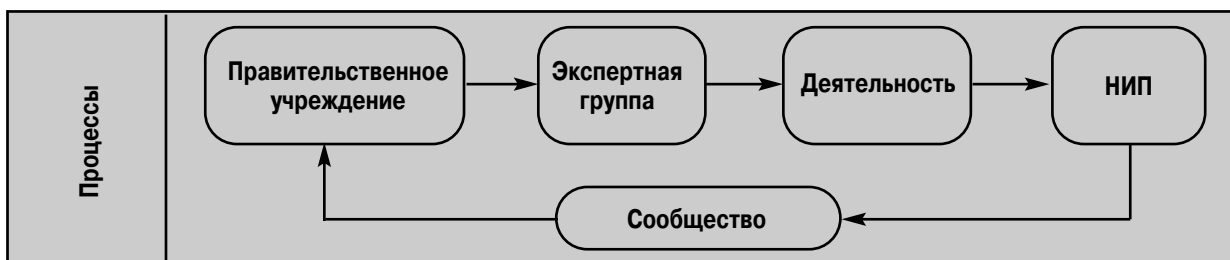 Процессы
Правительственное
учреждение
Экспертная
группа
Деятельность
НИП
Сообщество